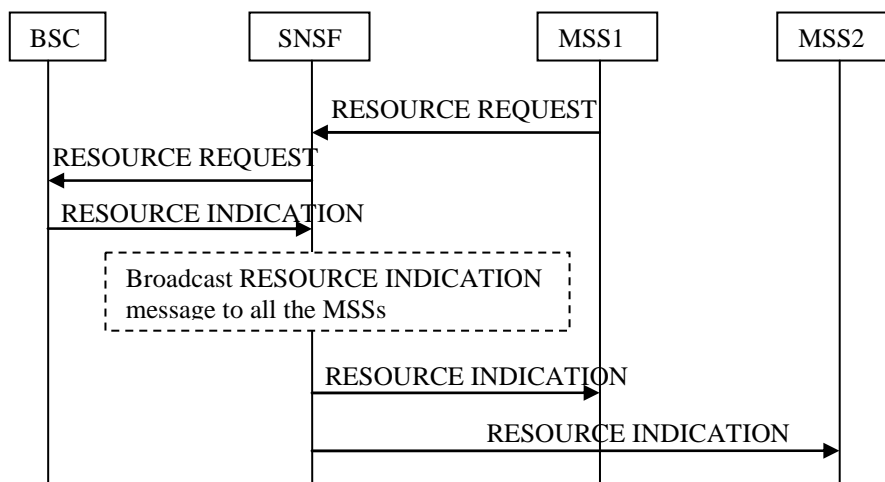 BSC
SNSF
MSS1
MSS2
RESOURCE REQUEST
RESOURCE REQUEST
RESOURCE INDICATION
Broadcast RESOURCE INDICATION
message to all the MSSs
RESOURCE INDICATION
RESOURCE INDICATION